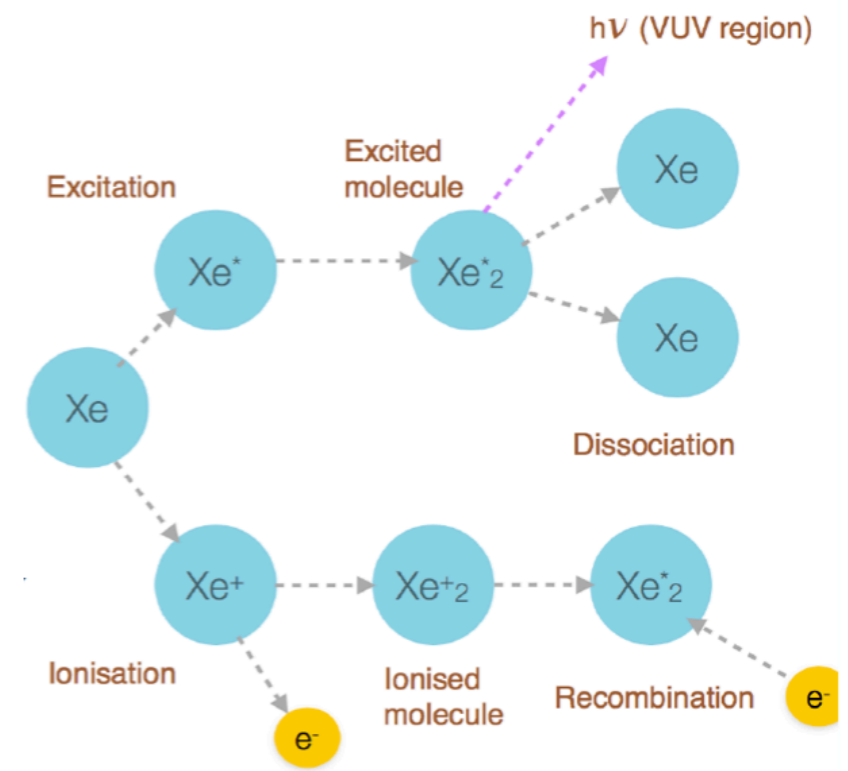 hν (VUV region)
Excited
molecule
Xe
Excitation
Xe*
Xe*2
Xe
Xe
Dissociation
Xe+
Xe+2
Xe*2
Ionisation
Ionised
molecule
Recombination
e-
e-